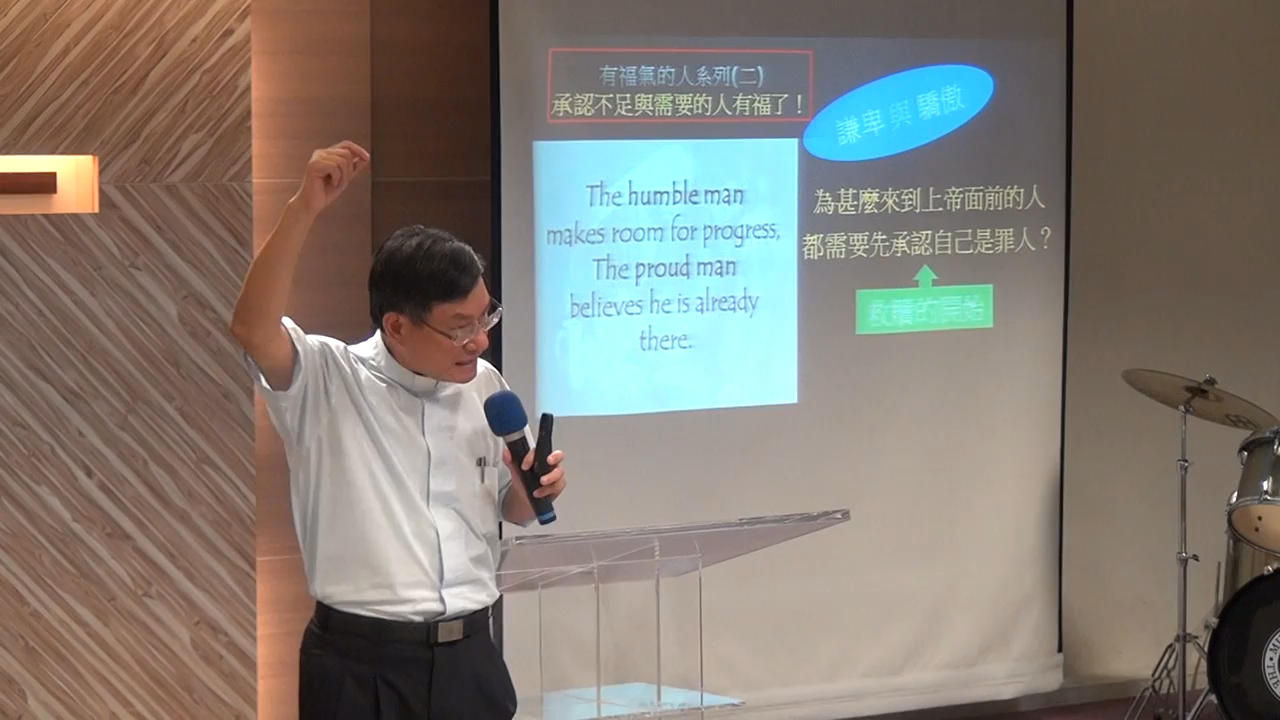 有福氣的人系列(二)
承認不足與需要的人有福了！
謙卑與驕傲
The humble man
makes room for progress,
The proud man
believes he is already
there.
為甚麼來到上帝面前的人
都需要先承認自己是罪人？
救贖的開始